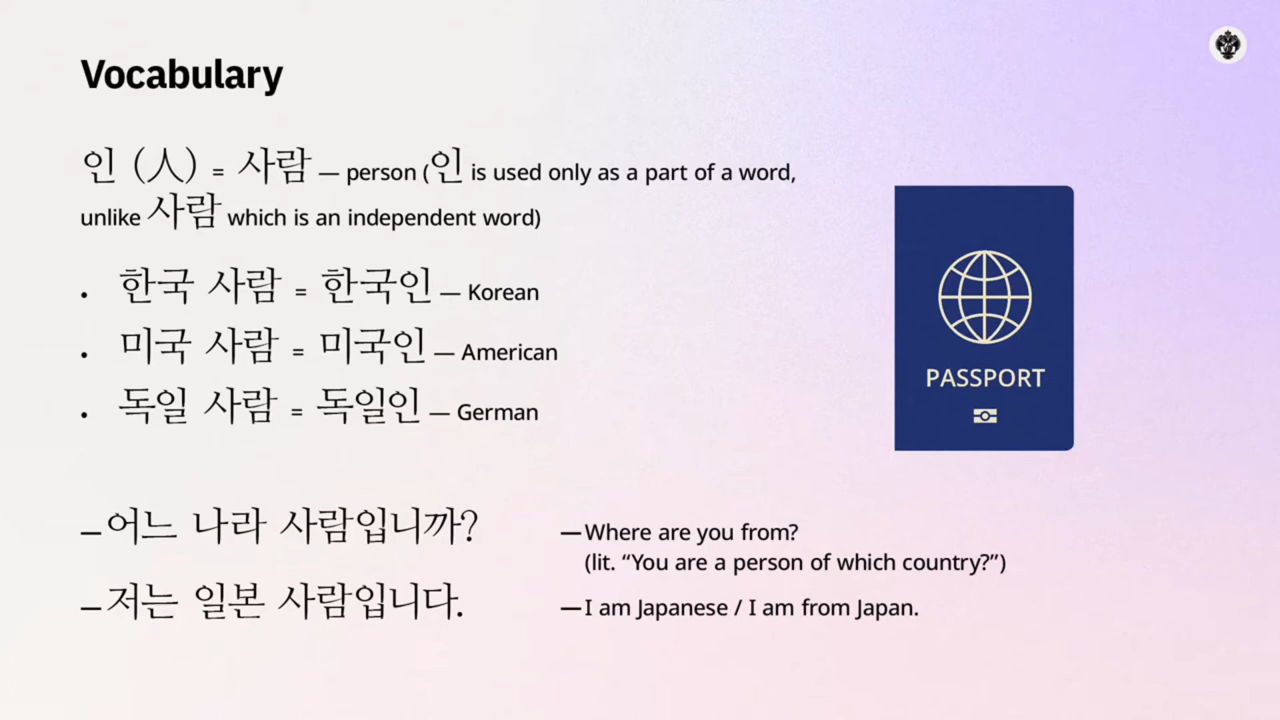 Vocabulary
인 (人) = 사람 — person (인 is used only as a part of a word,
unlike 사람 which is an independent word)
• 한국 사람 = 한국인 — Korean
• 미국 사람 = 미국인 — American
• 독일 사람 = 독일인 — German
PASSPORT
—어느 나라 사람입니까?
—Where are you from?
(lit. “You are a person of which country?”)
—저는 일본 사람입니다.
—I am Japanese / I am from Japan.